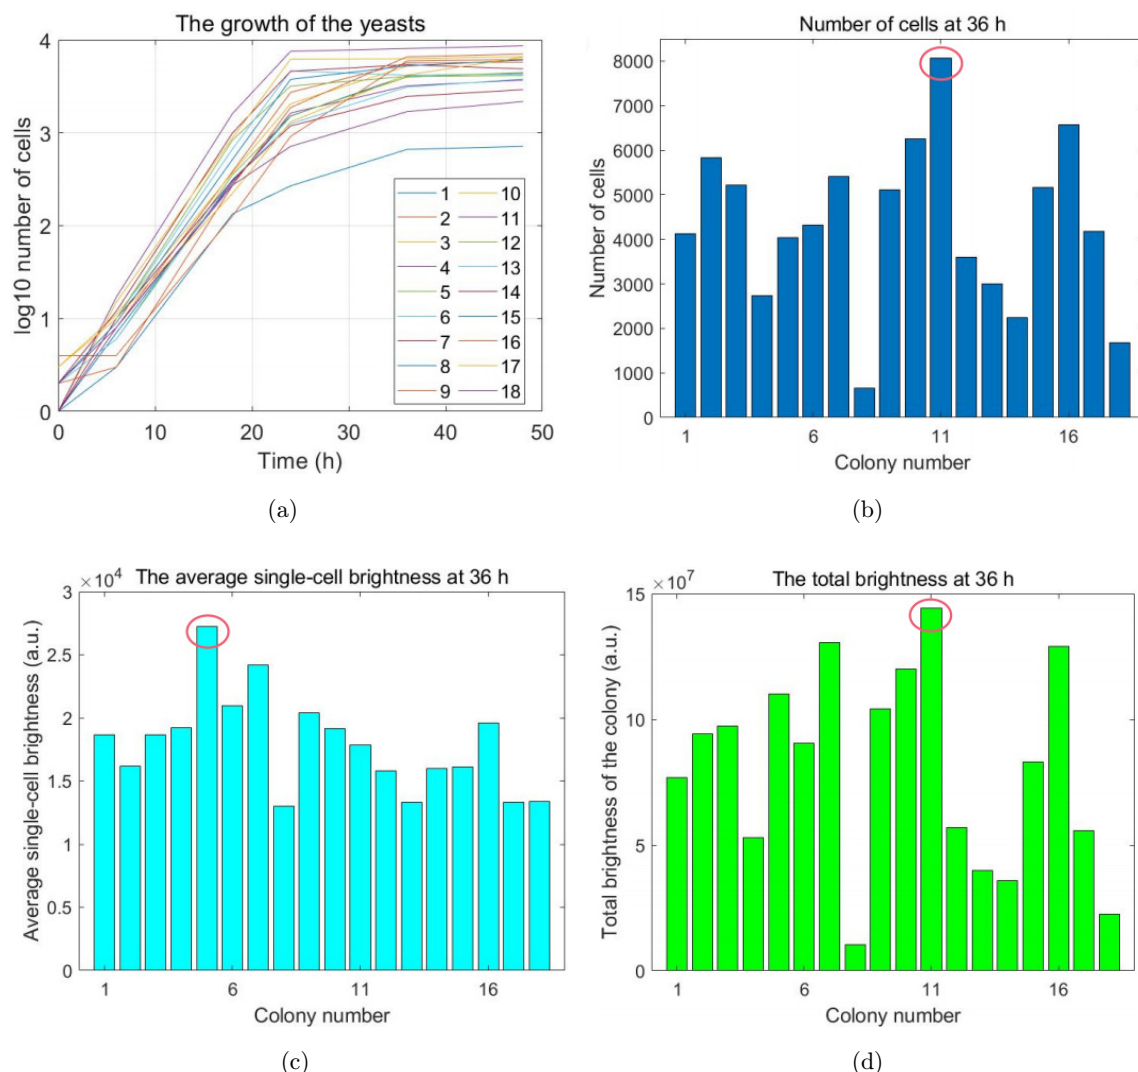 The growth of the yeasts
4
3
2
1
0
log10 number of cells
0 10 20 30 40 50
Time (h)
1 10
2 11
3 12
4 13
5 14
6 15
7 16
8 17
9 18
(a)
Number of cells at 36 h
8000
7000
6000
5000
4000
3000
2000
1000
0
Number of cells
1 6 11 16
Colony number
(b)
The average single-cell brightness at 36 h
×10⁴
3
2.5
2
1.5
1
0.5
0
Average single-cell brightness (a.u.)
1 6 11 16
Colony number
(c)
The total brightness at 36 h
×10⁷
15
10
5
0
Total brightness of the colony (a.u.)
1 6 11 16
Colony number
(d)